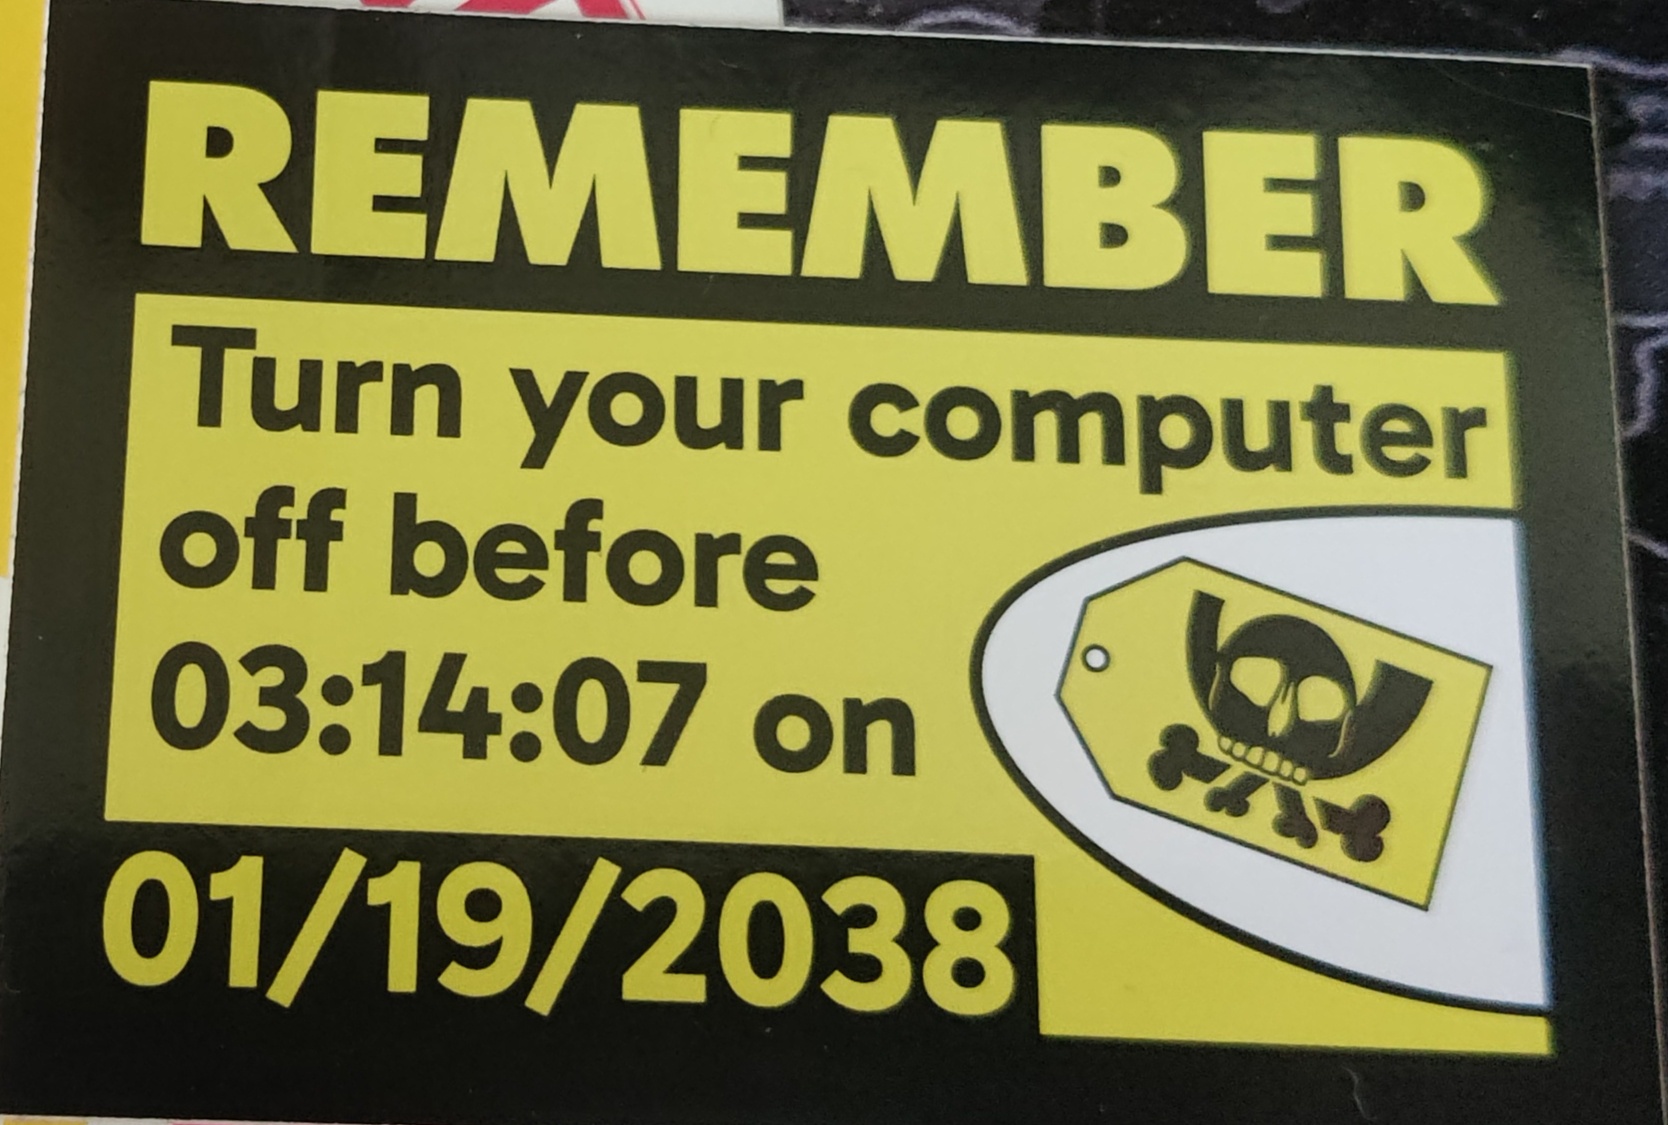 REMEMBER
Turn your computer
off before
03:14:07 on
01/19/2038